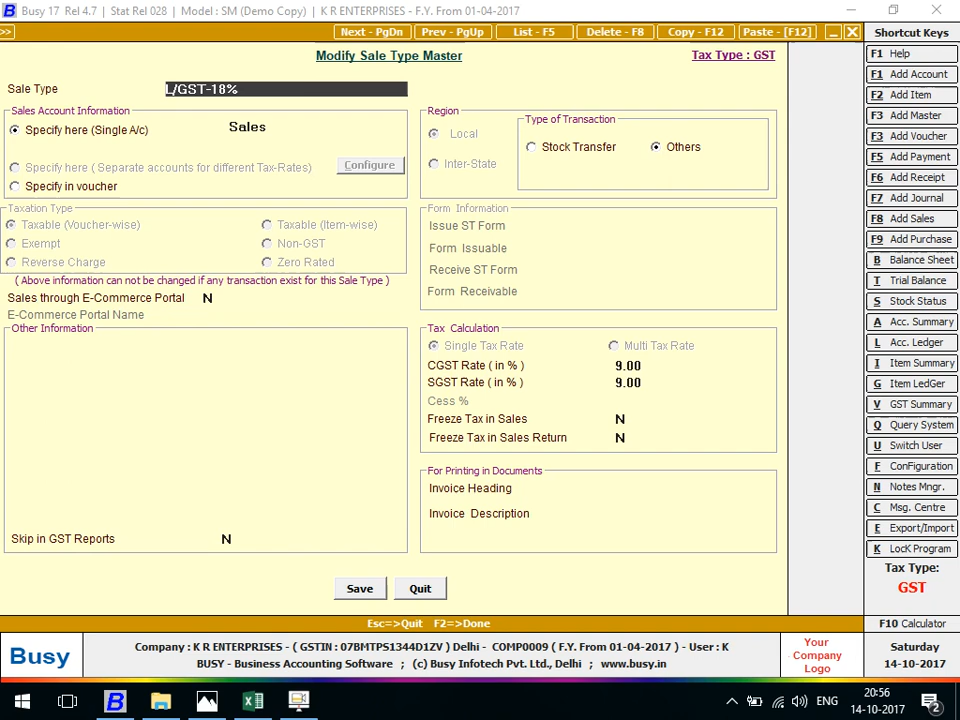 Busy 17 Rel 4.7 | Stat Rel 028 | Model : SM (Demo Copy) | K R ENTERPRISES - F.Y. From 01-04-2017
>> Next - PgDn Prev - PgUp List - F5 Delete - F8 Copy - F12 Paste - [F12]
Modify Sale Type Master Tax Type : GST
Sale Type L/GST-18%
Sales Account Information
Specify here (Single A/c) Sales
Specify here ( Separate accounts for different Tax-Rates) Configure
Specify in voucher
Region
Local
Inter-State
Type of Transaction
Stock Transfer Others
Taxation Type
Taxable (Voucher-wise) Taxable (Item-wise)
Exempt Non-GST
Reverse Charge Zero Rated
( Above information can not be changed if any transaction exist for this Sale Type )
Form Information
Issue ST Form
Form Issuable
Receive ST Form
Form Receivable
Sales through E-Commerce Portal N
E-Commerce Portal Name
Other Information
Skip in GST Reports N
Tax Calculation
Single Tax Rate Multi Tax Rate
CGST Rate ( in % ) 9.00
SGST Rate ( in % ) 9.00
Cess %
Freeze Tax in Sales N
Freeze Tax in Sales Return N
For Printing in Documents
Invoice Heading
Invoice Description
Save Quit
Esc=>Quit F2=>Done
Shortcut Keys
F1 Help
F1 Add Account
F2 Add Item
F3 Add Master
F3 Add Voucher
F5 Add Payment
F6 Add Receipt
F7 Add Journal
F8 Add Sales
F9 Add Purchase
B Balance Sheet
T Trial Balance
S Stock Status
A Acc. Summary
L Acc. Ledger
I Item Summary
G Item LedGer
V GST Summary
Q Query System
U Switch User
F ConFiguration
N Notes Mngr.
C Msg. Centre
E Export/Import
K LocK Program
Tax Type:
GST
F10 Calculator
Busy
Company : K R ENTERPRISES - ( GSTIN : 07BMTPS1344D1ZV ) Delhi - COMP0009 ( F.Y. From 01-04-2017 ) - User : K
BUSY - Business Accounting Software ; (c) Busy Infotech Pvt. Ltd., Delhi ; www.busy.in
Your
Company
Logo
Saturday
14-10-2017
ENG
20:56
14-10-2017
2